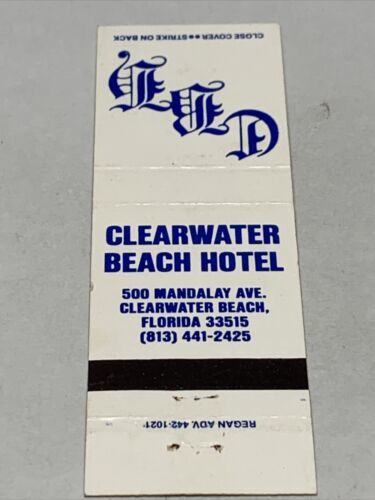 CLOSE COVER●●STRIKE ON BACK
CBH
CLEARWATER
BEACH HOTEL
500 MANDALAY AVE.
CLEARWATER BEACH,
FLORIDA 33515
(813) 441-2425
REGAN ADV. 442-1021